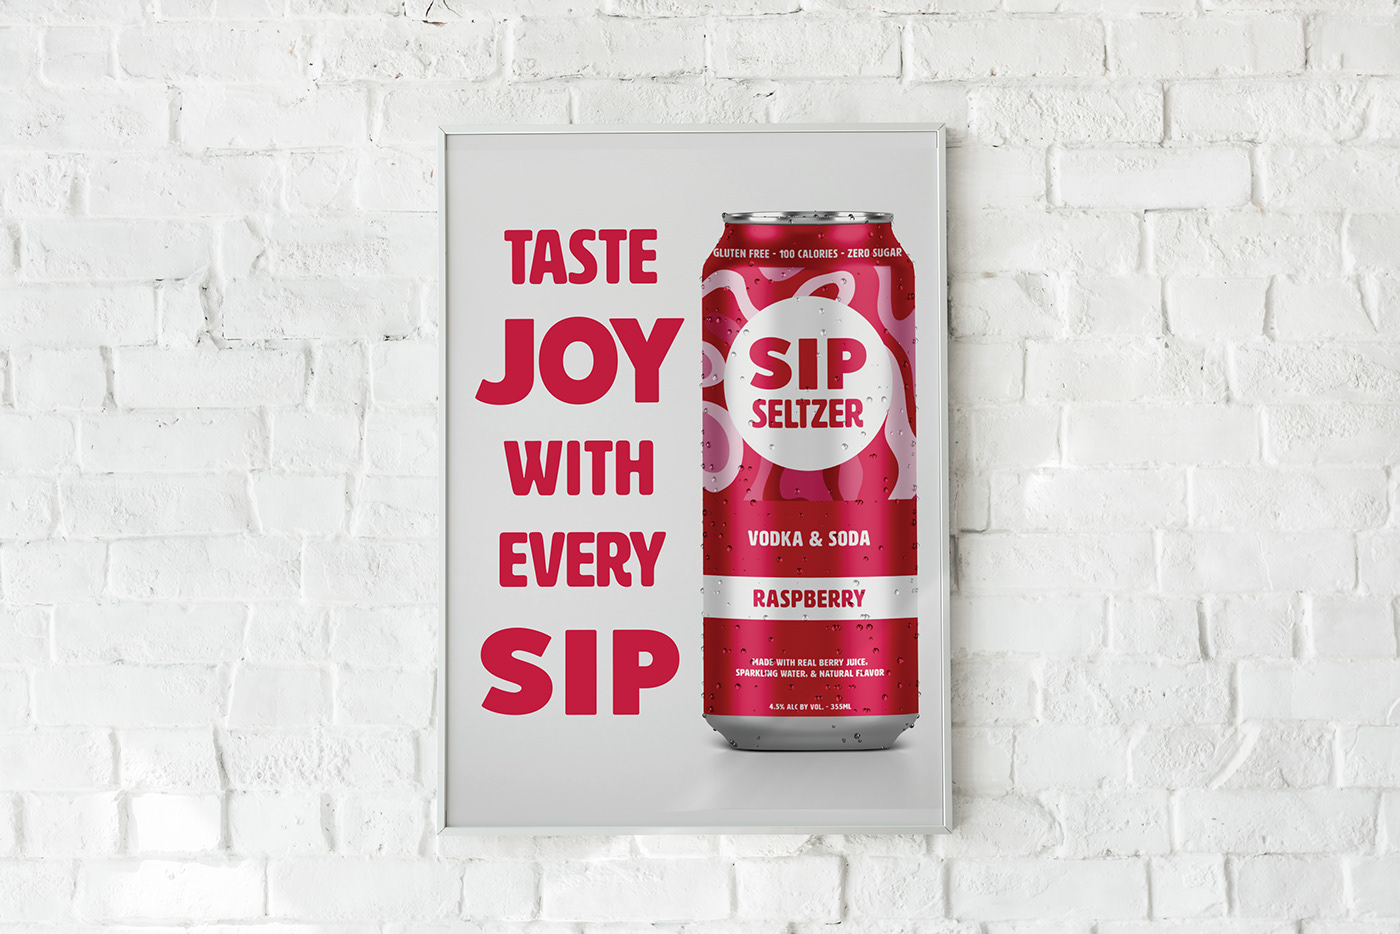 TASTE
JOY
WITH
EVERY
SIP
GLUTEN FREE - 100 CALORIES - ZERO SUGAR
SIP
SELTZER
VODKA & SODA
RASPBERRY
MADE WITH REAL BERRY JUICE,
SPARKLING WATER, & NATURAL FLAVOR
4.5% ALC BY VOL. - 355ML